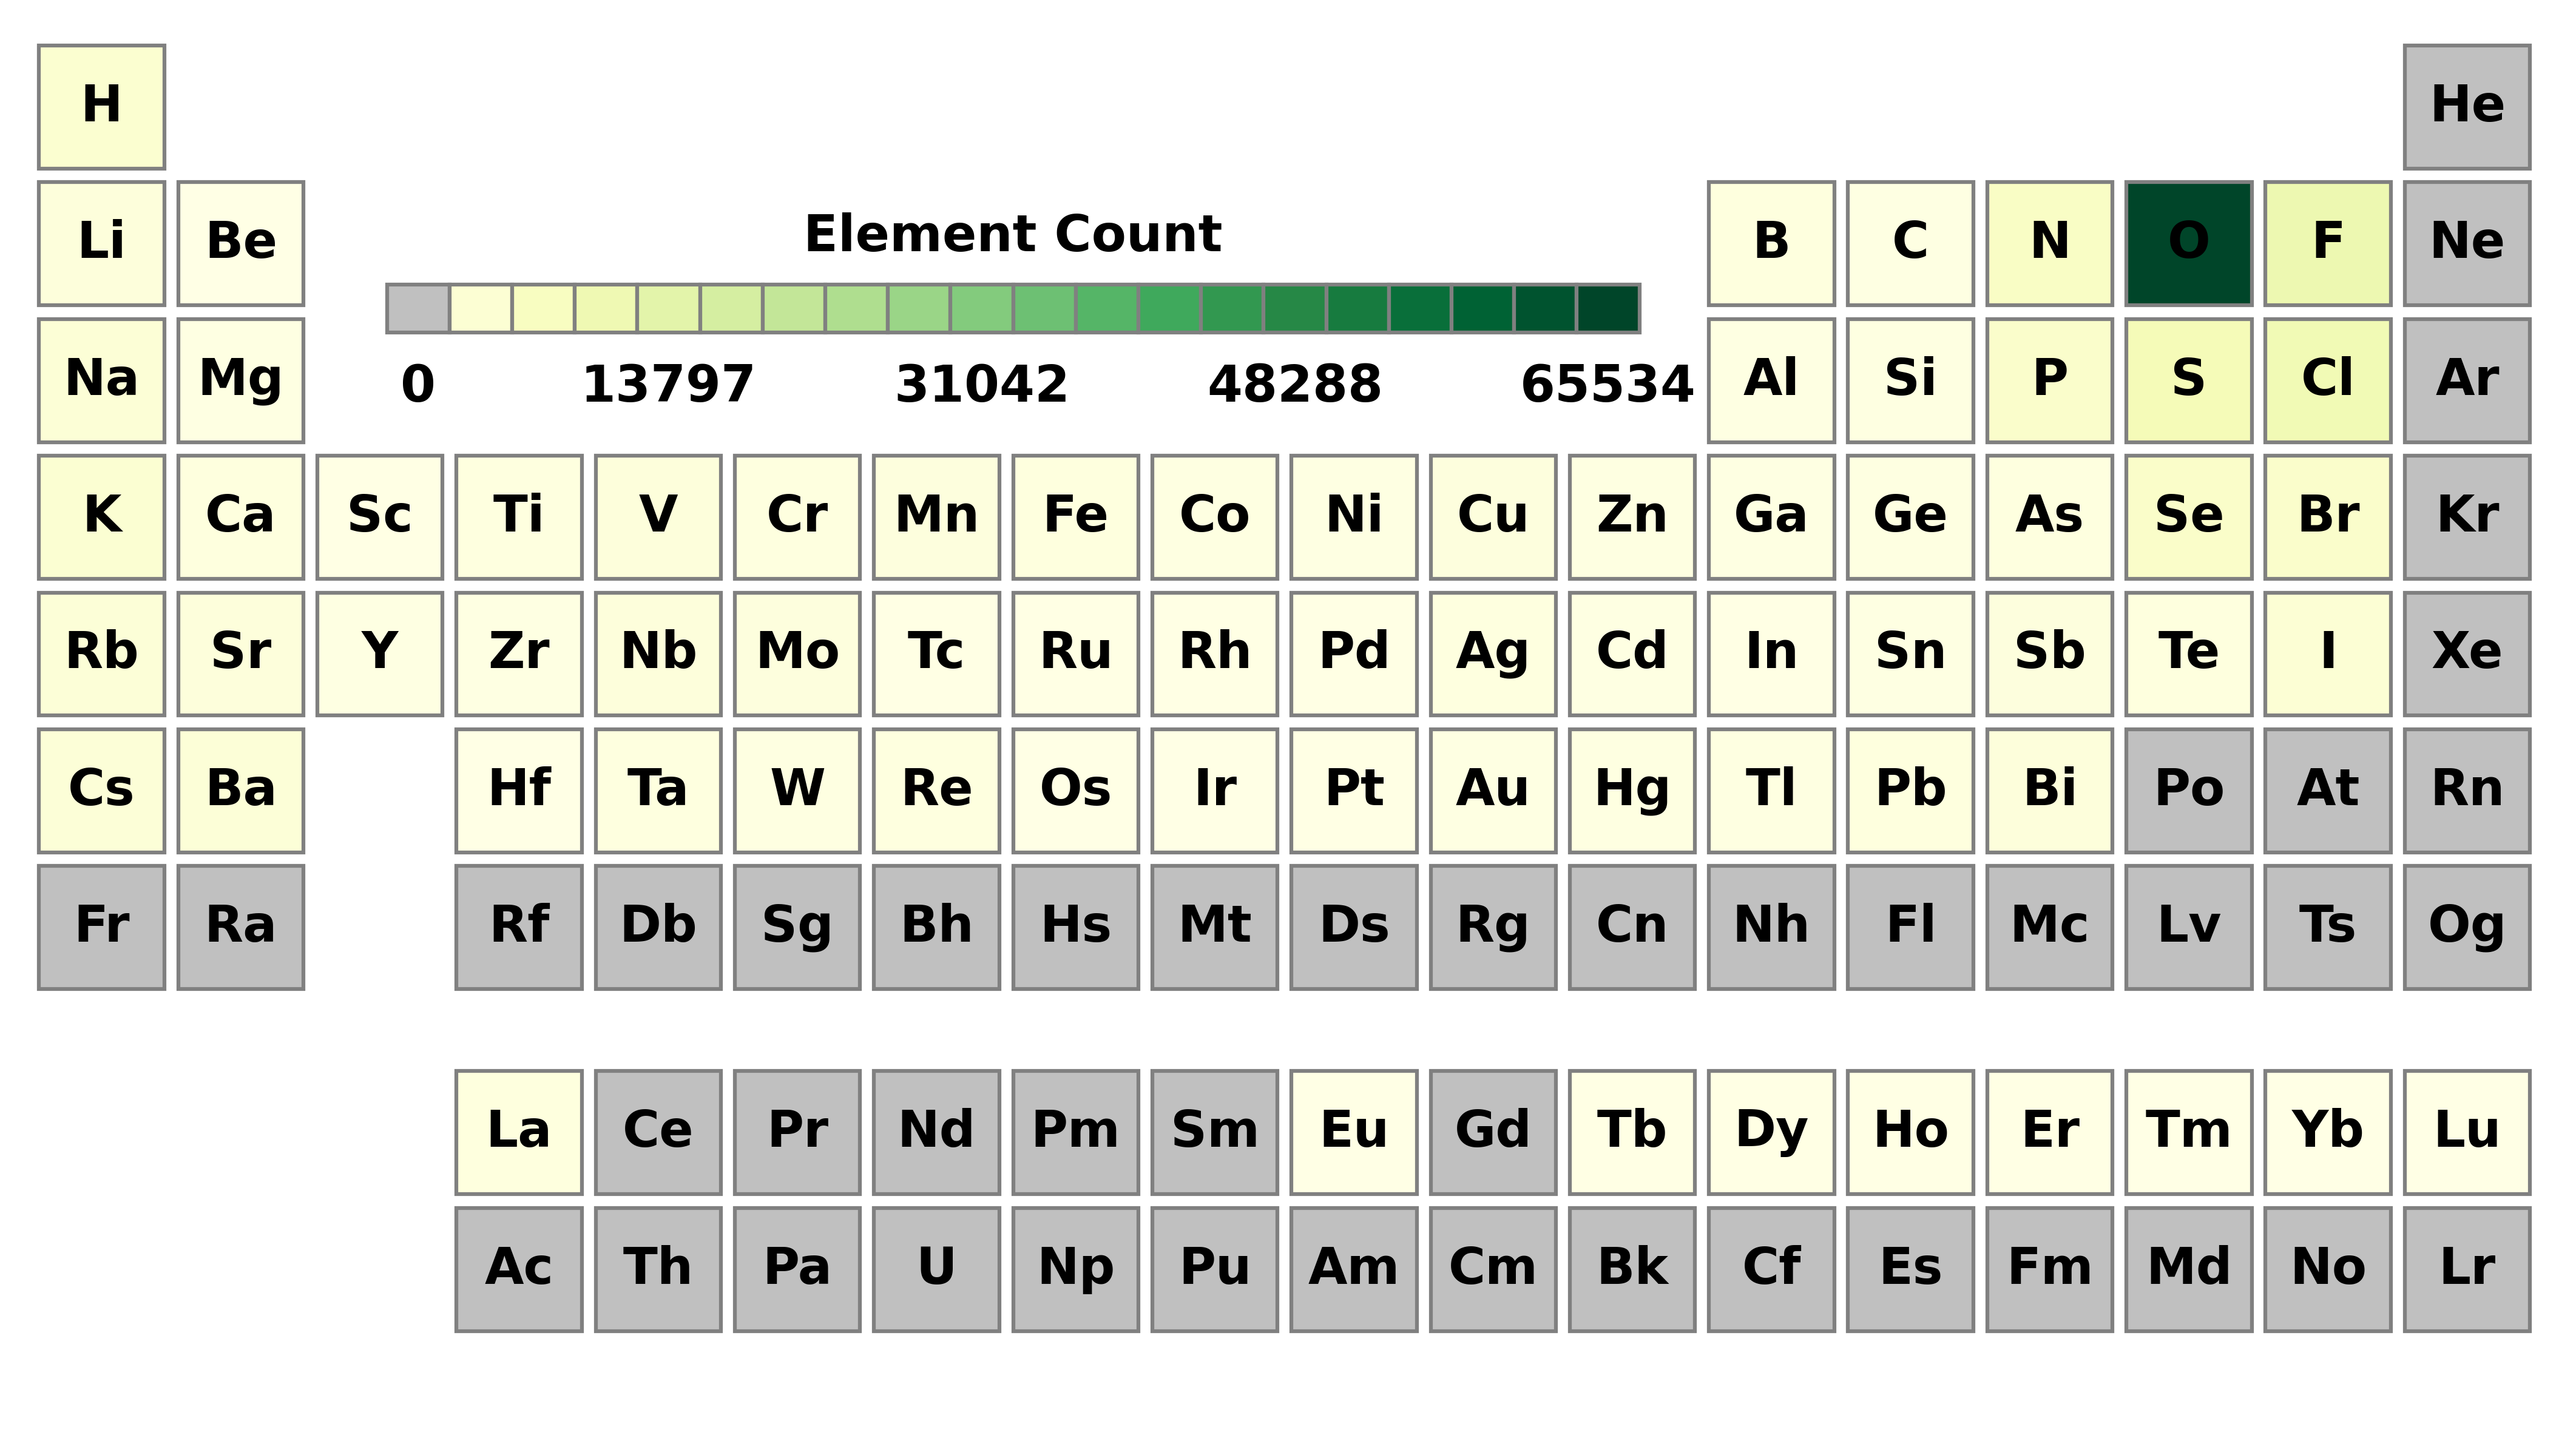 H He
Li Be B C N O F Ne
Element Count
Na Mg Al Si P S Cl Ar
0 13797 31042 48288 65534
K Ca Sc Ti V Cr Mn Fe Co Ni Cu Zn Ga Ge As Se Br Kr
Rb Sr Y Zr Nb Mo Tc Ru Rh Pd Ag Cd In Sn Sb Te I Xe
Cs Ba Hf Ta W Re Os Ir Pt Au Hg Tl Pb Bi Po At Rn
Fr Ra Rf Db Sg Bh Hs Mt Ds Rg Cn Nh Fl Mc Lv Ts Og
La Ce Pr Nd Pm Sm Eu Gd Tb Dy Ho Er Tm Yb Lu
Ac Th Pa U Np Pu Am Cm Bk Cf Es Fm Md No Lr